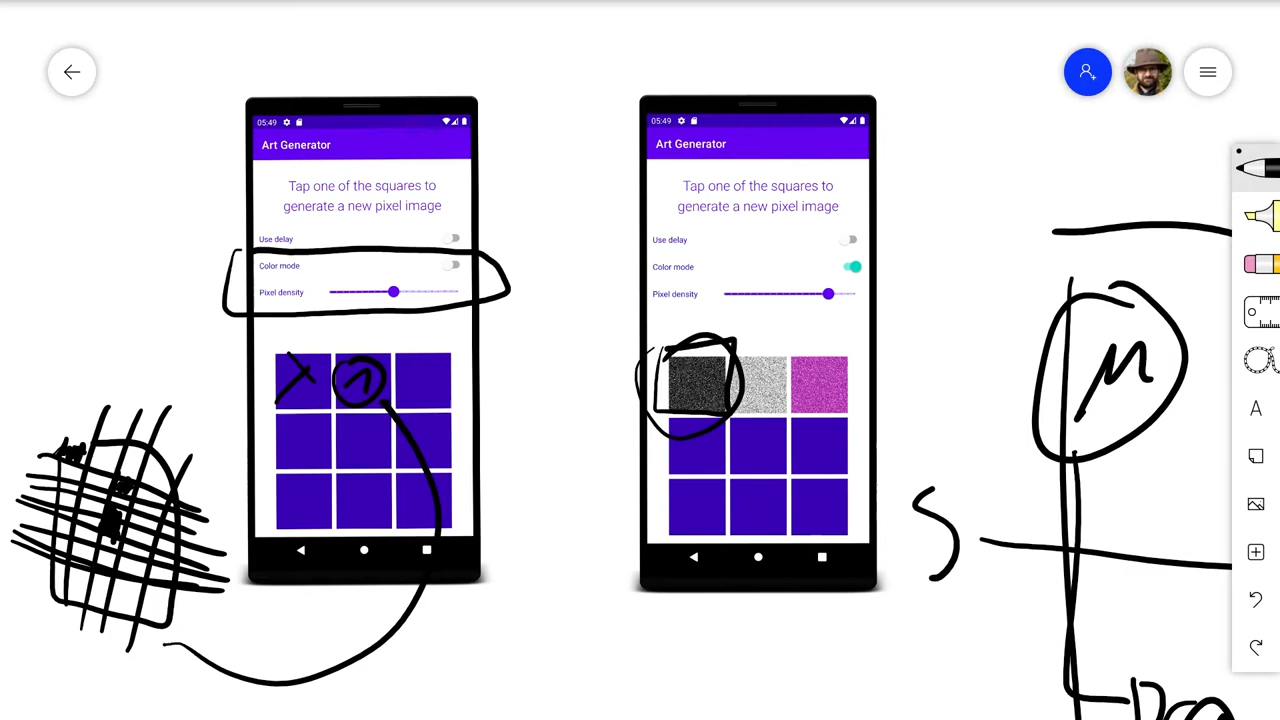 05:49
Art Generator
Tap one of the squares to
generate a new pixel image
Use delay
Color mode
Pixel density
05:49
Art Generator
Tap one of the squares to
generate a new pixel image
Use delay
Color mode
Pixel density
S
A